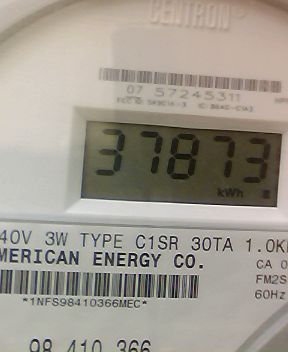 CENTRON®
07 57245311
37873
kWh
40V 3W TYPE C1SR 30TA 1.0K
MERICAN ENERGY CO.
CA 0
FM2S
60Hz
*1NFS98410366MEC*
98 410 366